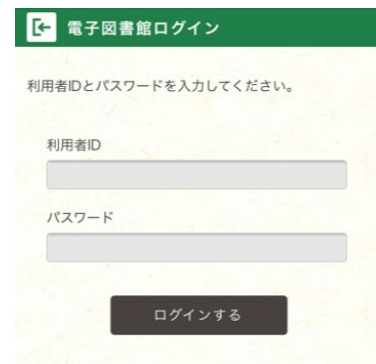 電子図書館ログイン
利用者IDとパスワードを入力してください。
利用者ID
パスワード
ログインする